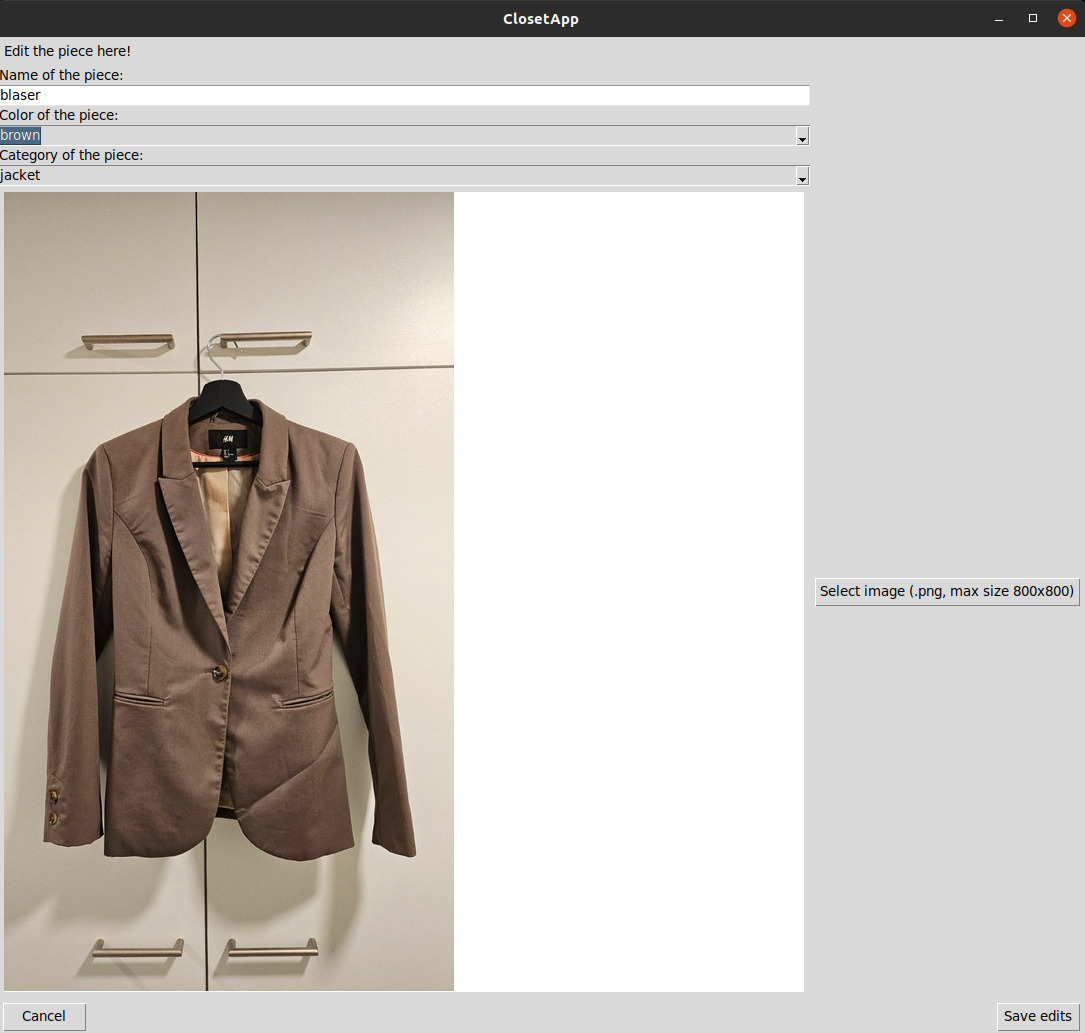 ClosetApp
Edit the piece here!
Name of the piece:
blaser
Color of the piece:
brown
Category of the piece:
jacket
H&M
Select image (.png, max size 800x800)
Cancel
Save edits